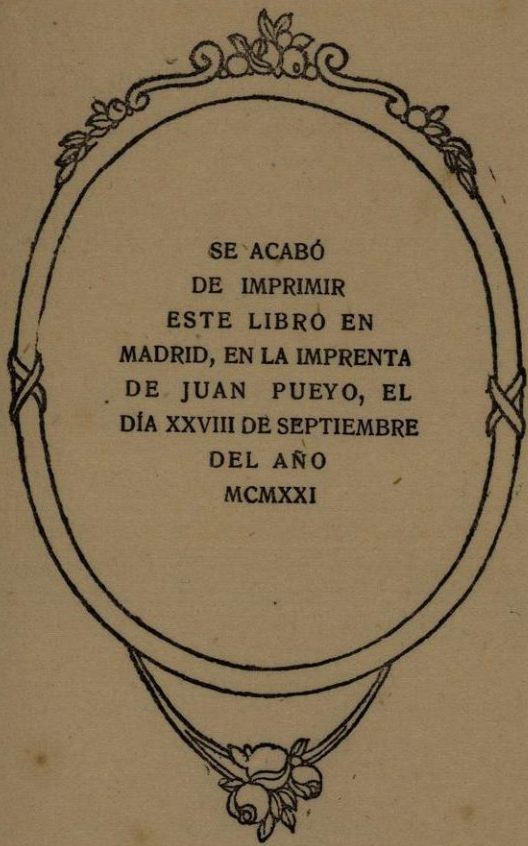 SE ACABÓ
DE IMPRIMIR
ESTE LIBRO EN
MADRID, EN LA IMPRENTA
DE JUAN PUEYO, EL
DÍA XXVIII DE SEPTIEMBRE
DEL AÑO
MCMXXI